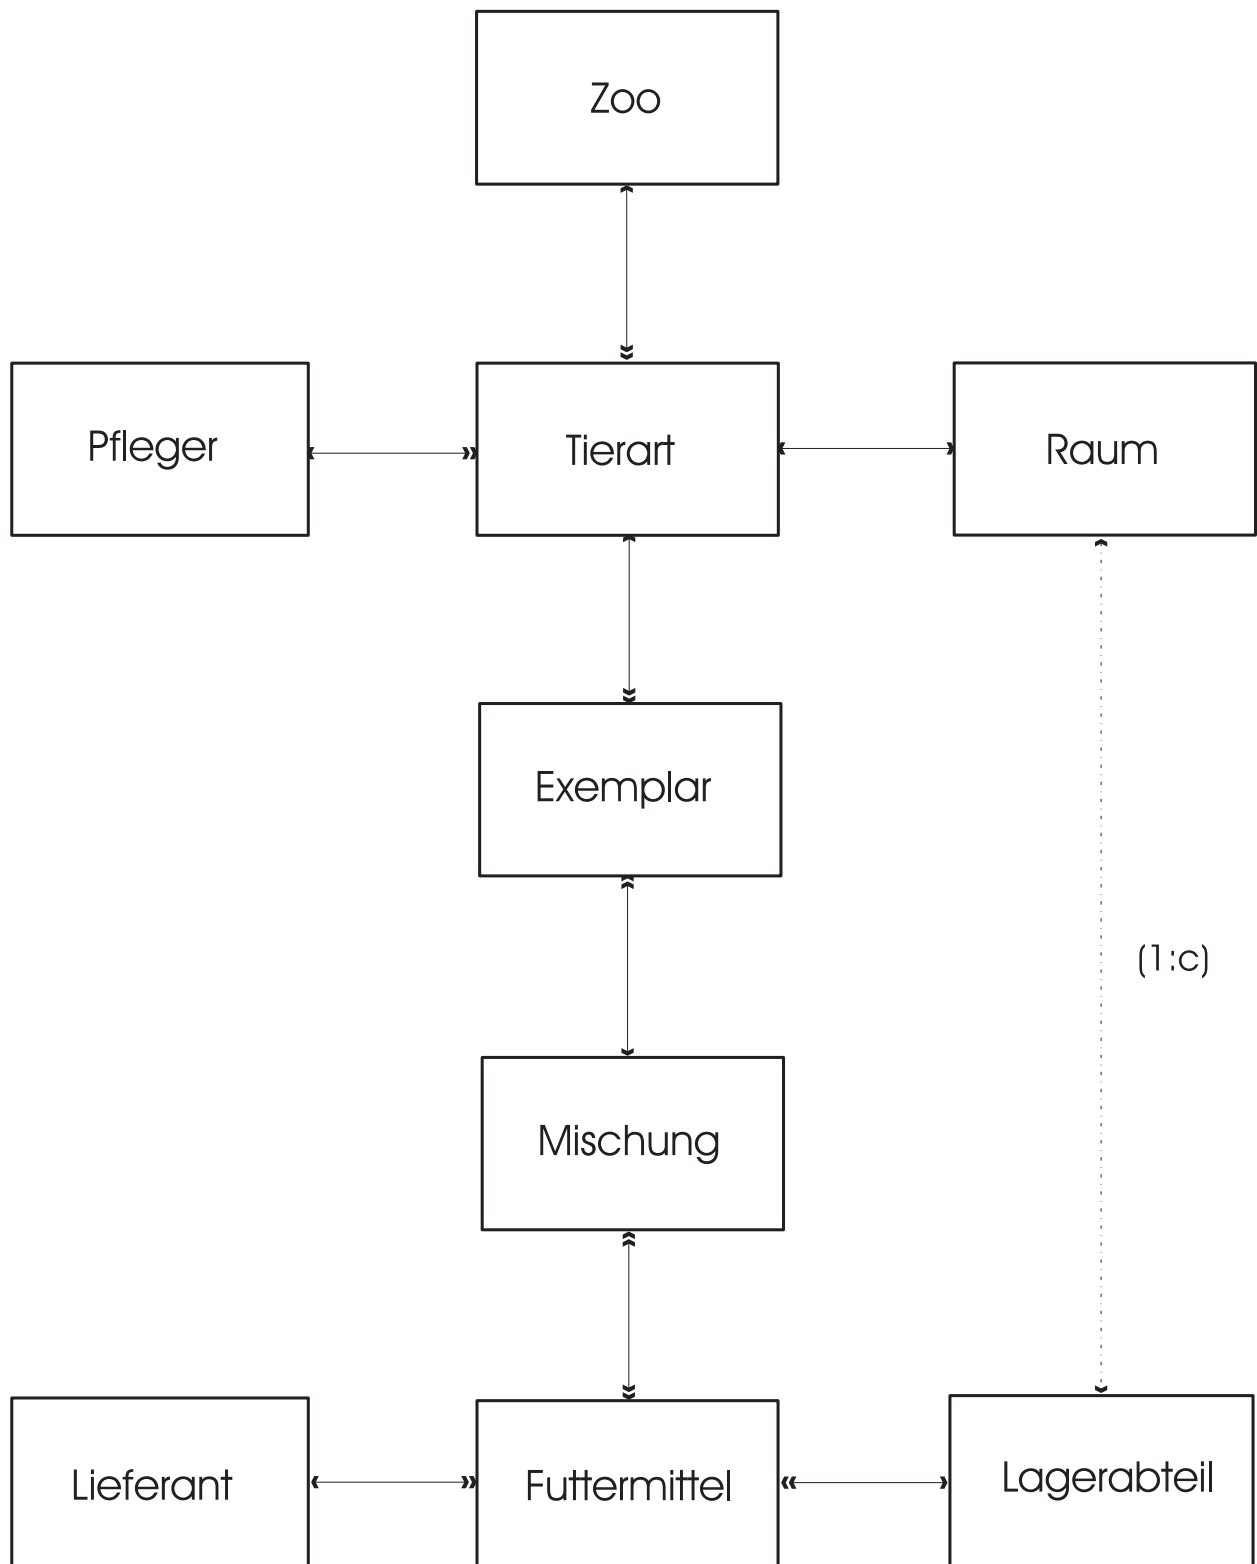 Zoo
Pfleger
Tierart
Raum
Exemplar
(1:c)
Mischung
Lieferant
Futtermittel
Lagerabteil